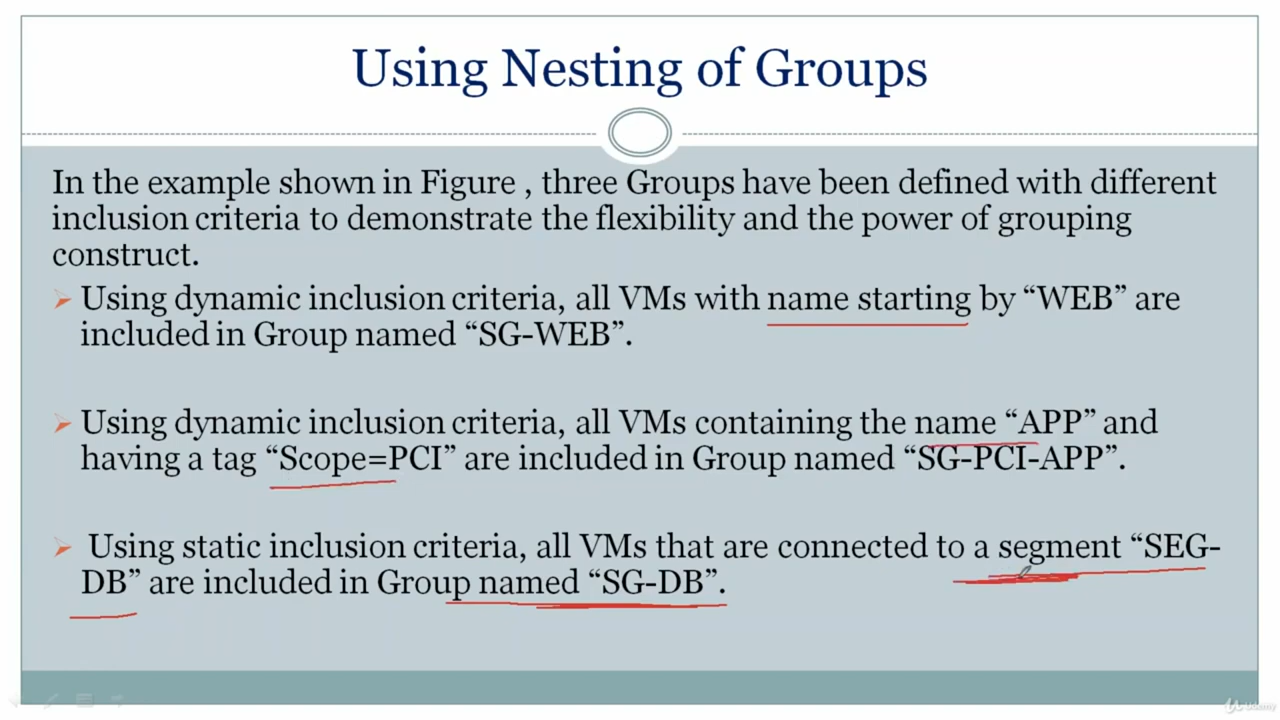 Using Nesting of Groups
In the example shown in Figure , three Groups have been defined with different
inclusion criteria to demonstrate the flexibility and the power of grouping
construct.
Using dynamic inclusion criteria, all VMs with name starting by “WEB” are
included in Group named “SG-WEB”.
Using dynamic inclusion criteria, all VMs containing the name “APP” and
having a tag “Scope=PCI” are included in Group named “SG-PCI-APP”.
Using static inclusion criteria, all VMs that are connected to a segment “SEG-
DB” are included in Group named “SG-DB”.
Udemy